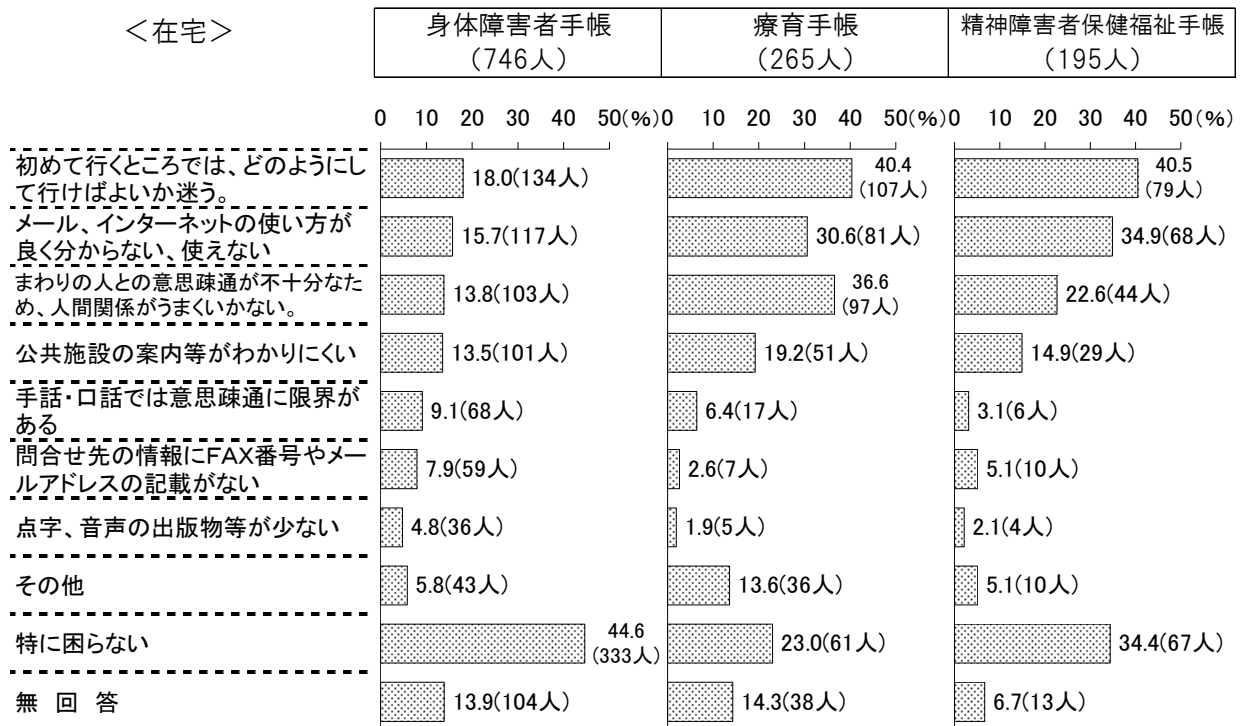 ＜在宅＞
身体障害者手帳
（746人）
療育手帳
（265人）
精神障害者保健福祉手帳
（195人）
0 10 20 30 40 50(％)
0 10 20 30 40 50(％)
0 10 20 30 40 50(％)
初めて行くところでは、どのようにし
て行けばよいか迷う。
18.0(134人)
40.4
(107人)
40.5
(79人)
メール、インターネットの使い方が
良く分からない、使えない
15.7(117人)
30.6(81人)
34.9(68人)
まわりの人との意思疎通が不十分なた
め、人間関係がうまくいかない。
13.8(103人)
36.6
(97人)
22.6(44人)
公共施設の案内等がわかりにくい
13.5(101人)
19.2(51人)
14.9(29人)
手話・口話では意思疎通に限界が
ある
9.1(68人)
6.4(17人)
3.1(6人)
問合せ先の情報にFAX番号やメー
ルアドレスの記載がない
7.9(59人)
2.6(7人)
5.1(10人)
点字、音声の出版物等が少ない
4.8(36人)
1.9(5人)
2.1(4人)
その他
5.8(43人)
13.6(36人)
5.1(10人)
特に困らない
44.6
(333人)
23.0(61人)
34.4(67人)
無 回 答
13.9(104人)
14.3(38人)
6.7(13人)